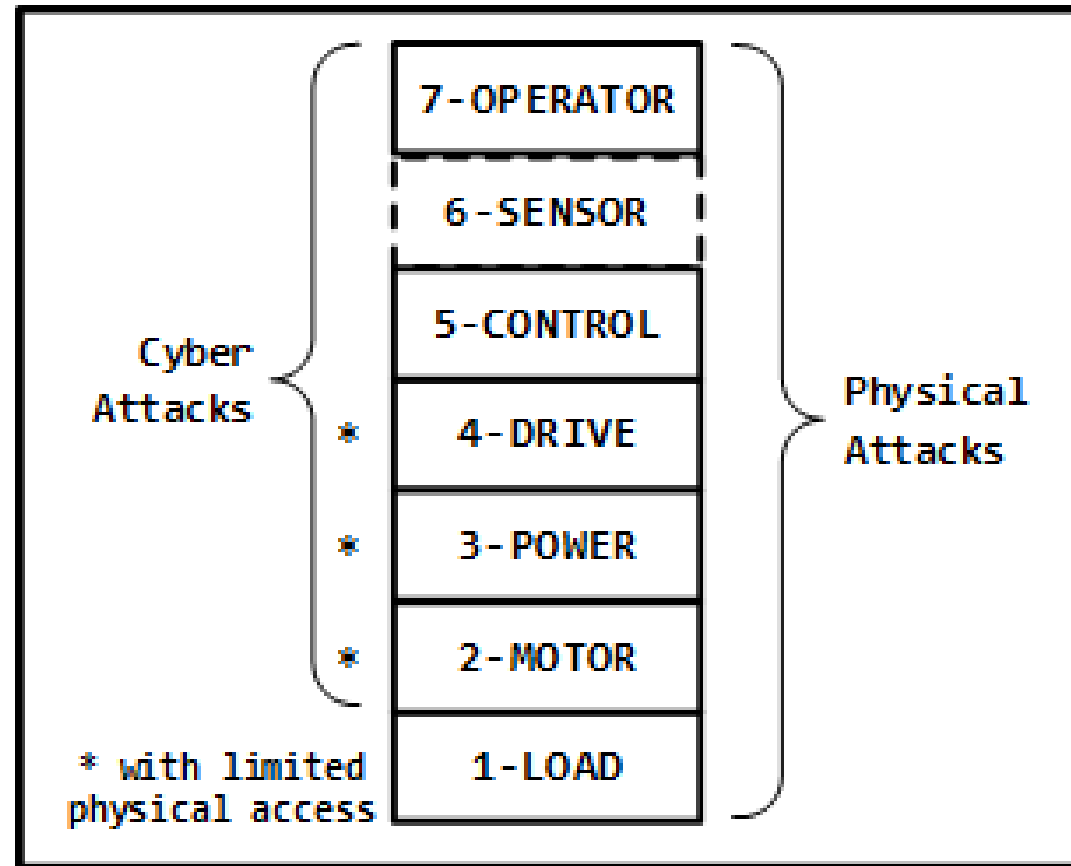 7-OPERATOR
6-SENSOR
5-CONTROL
Cyber
Attacks
Physical
Attacks
* 4-DRIVE
* 3-POWER
* 2-MOTOR
1-LOAD
* with limited
physical access